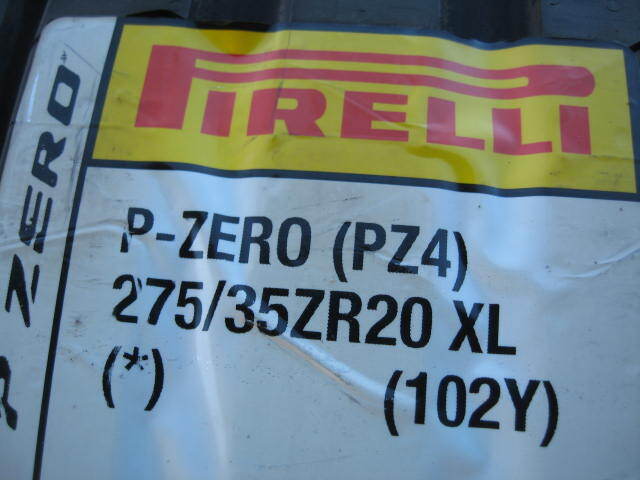 PIRELLI
P ZERO
P-ZERO (PZ4)
275/35ZR20 XL
(*) (102Y)